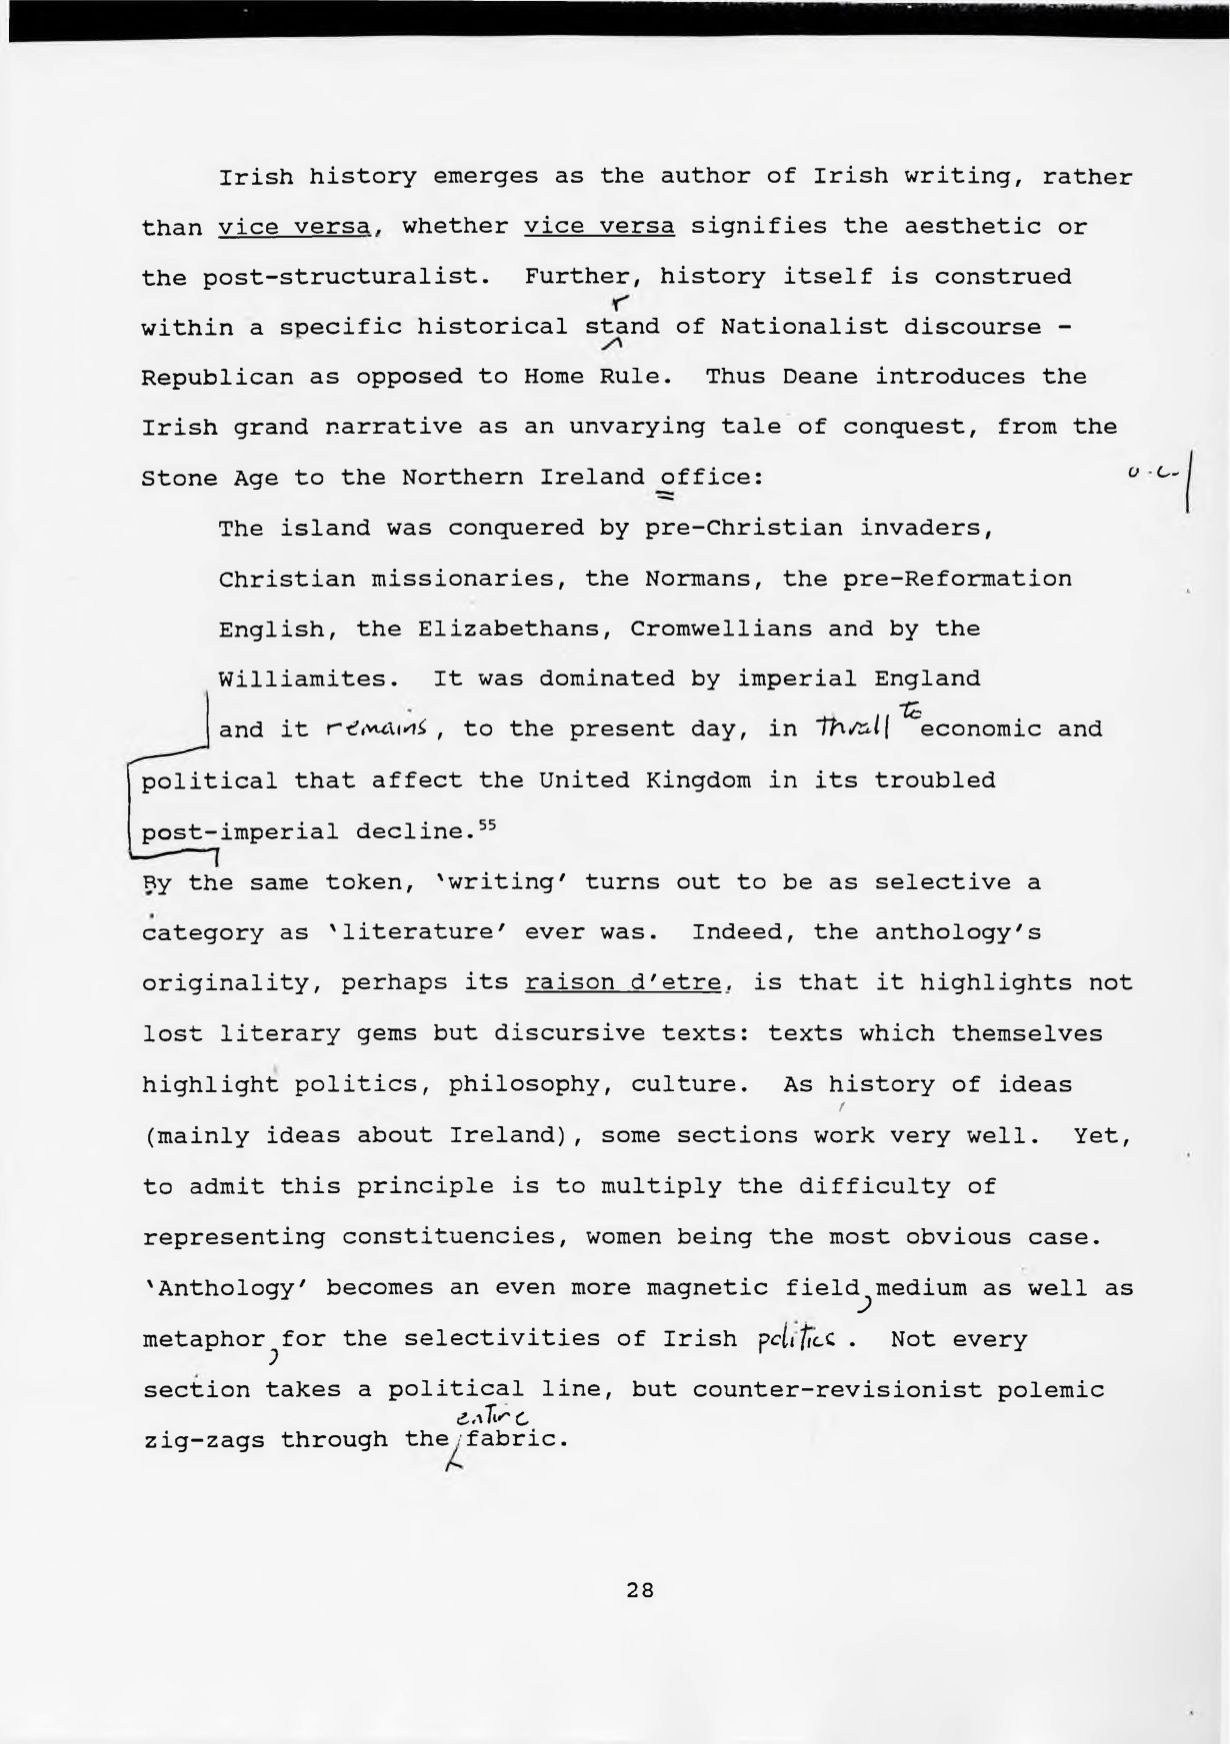 Irish history emerges as the author of Irish writing, rather
than vice versa, whether vice versa signifies the aesthetic or
the post-structuralist. Further, history itself is construed
r
within a specific historical stand of Nationalist discourse -
Republican as opposed to Home Rule. Thus Deane introduces the
Irish grand narrative as an unvarying tale of conquest, from the
Stone Age to the Northern Ireland office: u.c.
The island was conquered by pre-Christian invaders,
Christian missionaries, the Normans, the pre-Reformation
English, the Elizabethans, Cromwellians and by the
Williamites. It was dominated by imperial England
and it remains, to the present day, in thrall to economic and
political that affect the United Kingdom in its troubled
post-imperial decline.55
By the same token, 'writing' turns out to be as selective a
category as 'literature' ever was. Indeed, the anthology's
originality, perhaps its raison d'etre, is that it highlights not
lost literary gems but discursive texts: texts which themselves
highlight politics, philosophy, culture. As history of ideas
(mainly ideas about Ireland), some sections work very well. Yet,
to admit this principle is to multiply the difficulty of
representing constituencies, women being the most obvious case.
'Anthology' becomes an even more magnetic field, medium as well as
metaphor, for the selectivities of Irish politics. Not every
section takes a political line, but counter-revisionist polemic
entire
zig-zags through the fabric.
28